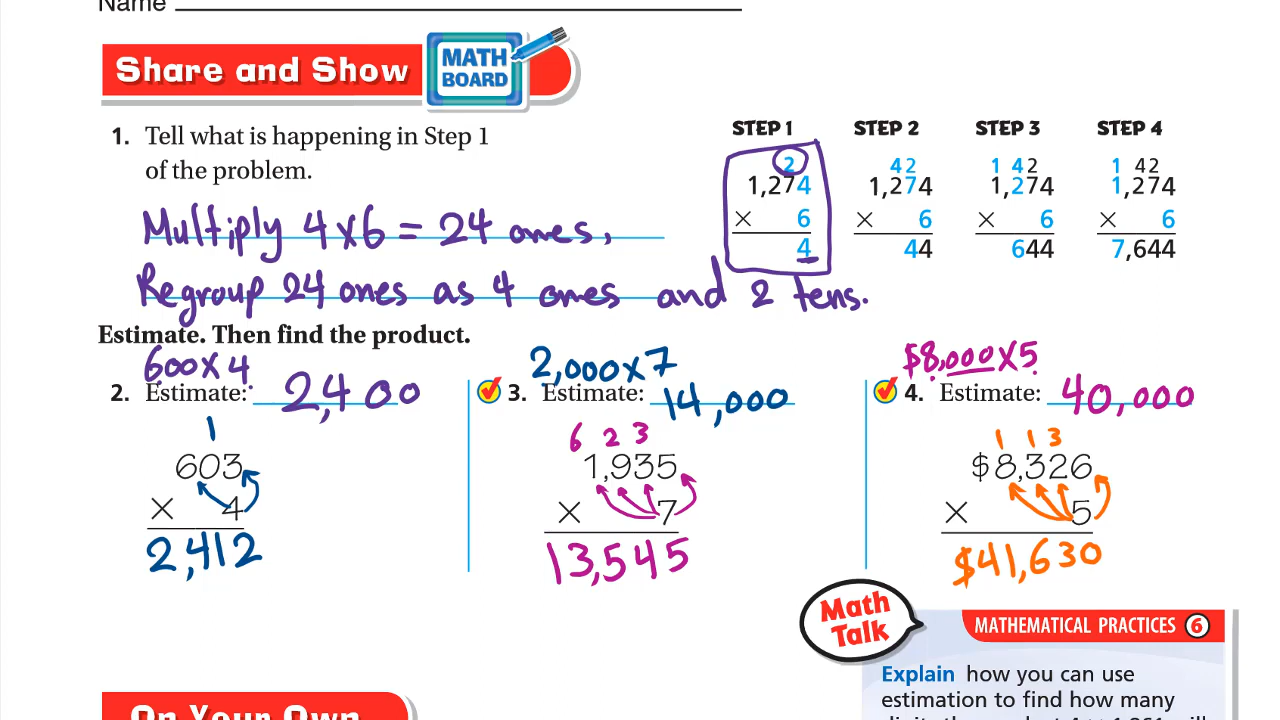 Name
Share and Show
MATH
BOARD
1. Tell what is happening in Step 1
of the problem.
Multiply 4x6 = 24 ones,
Regroup 24 ones as 4 ones and 2 tens.
STEP 1
2
1,274
× 6
4
STEP 2
42
1,274
× 6
44
STEP 3
1 42
1,274
× 6
644
STEP 4
1 42
1,274
× 6
7,644
Estimate. Then find the product.
600x4
2. Estimate: 2,400
1
603
× 4
2,412
2,000x7
3. Estimate: 14,000
6 2 3
1,935
× 7
13,545
$8,000x5
4. Estimate: 40,000
1 1 3
$8,326
× 5
$41,630
Math
Talk
MATHEMATICAL PRACTICES 6
Explain how you can use
estimation to find how many
On Your Own